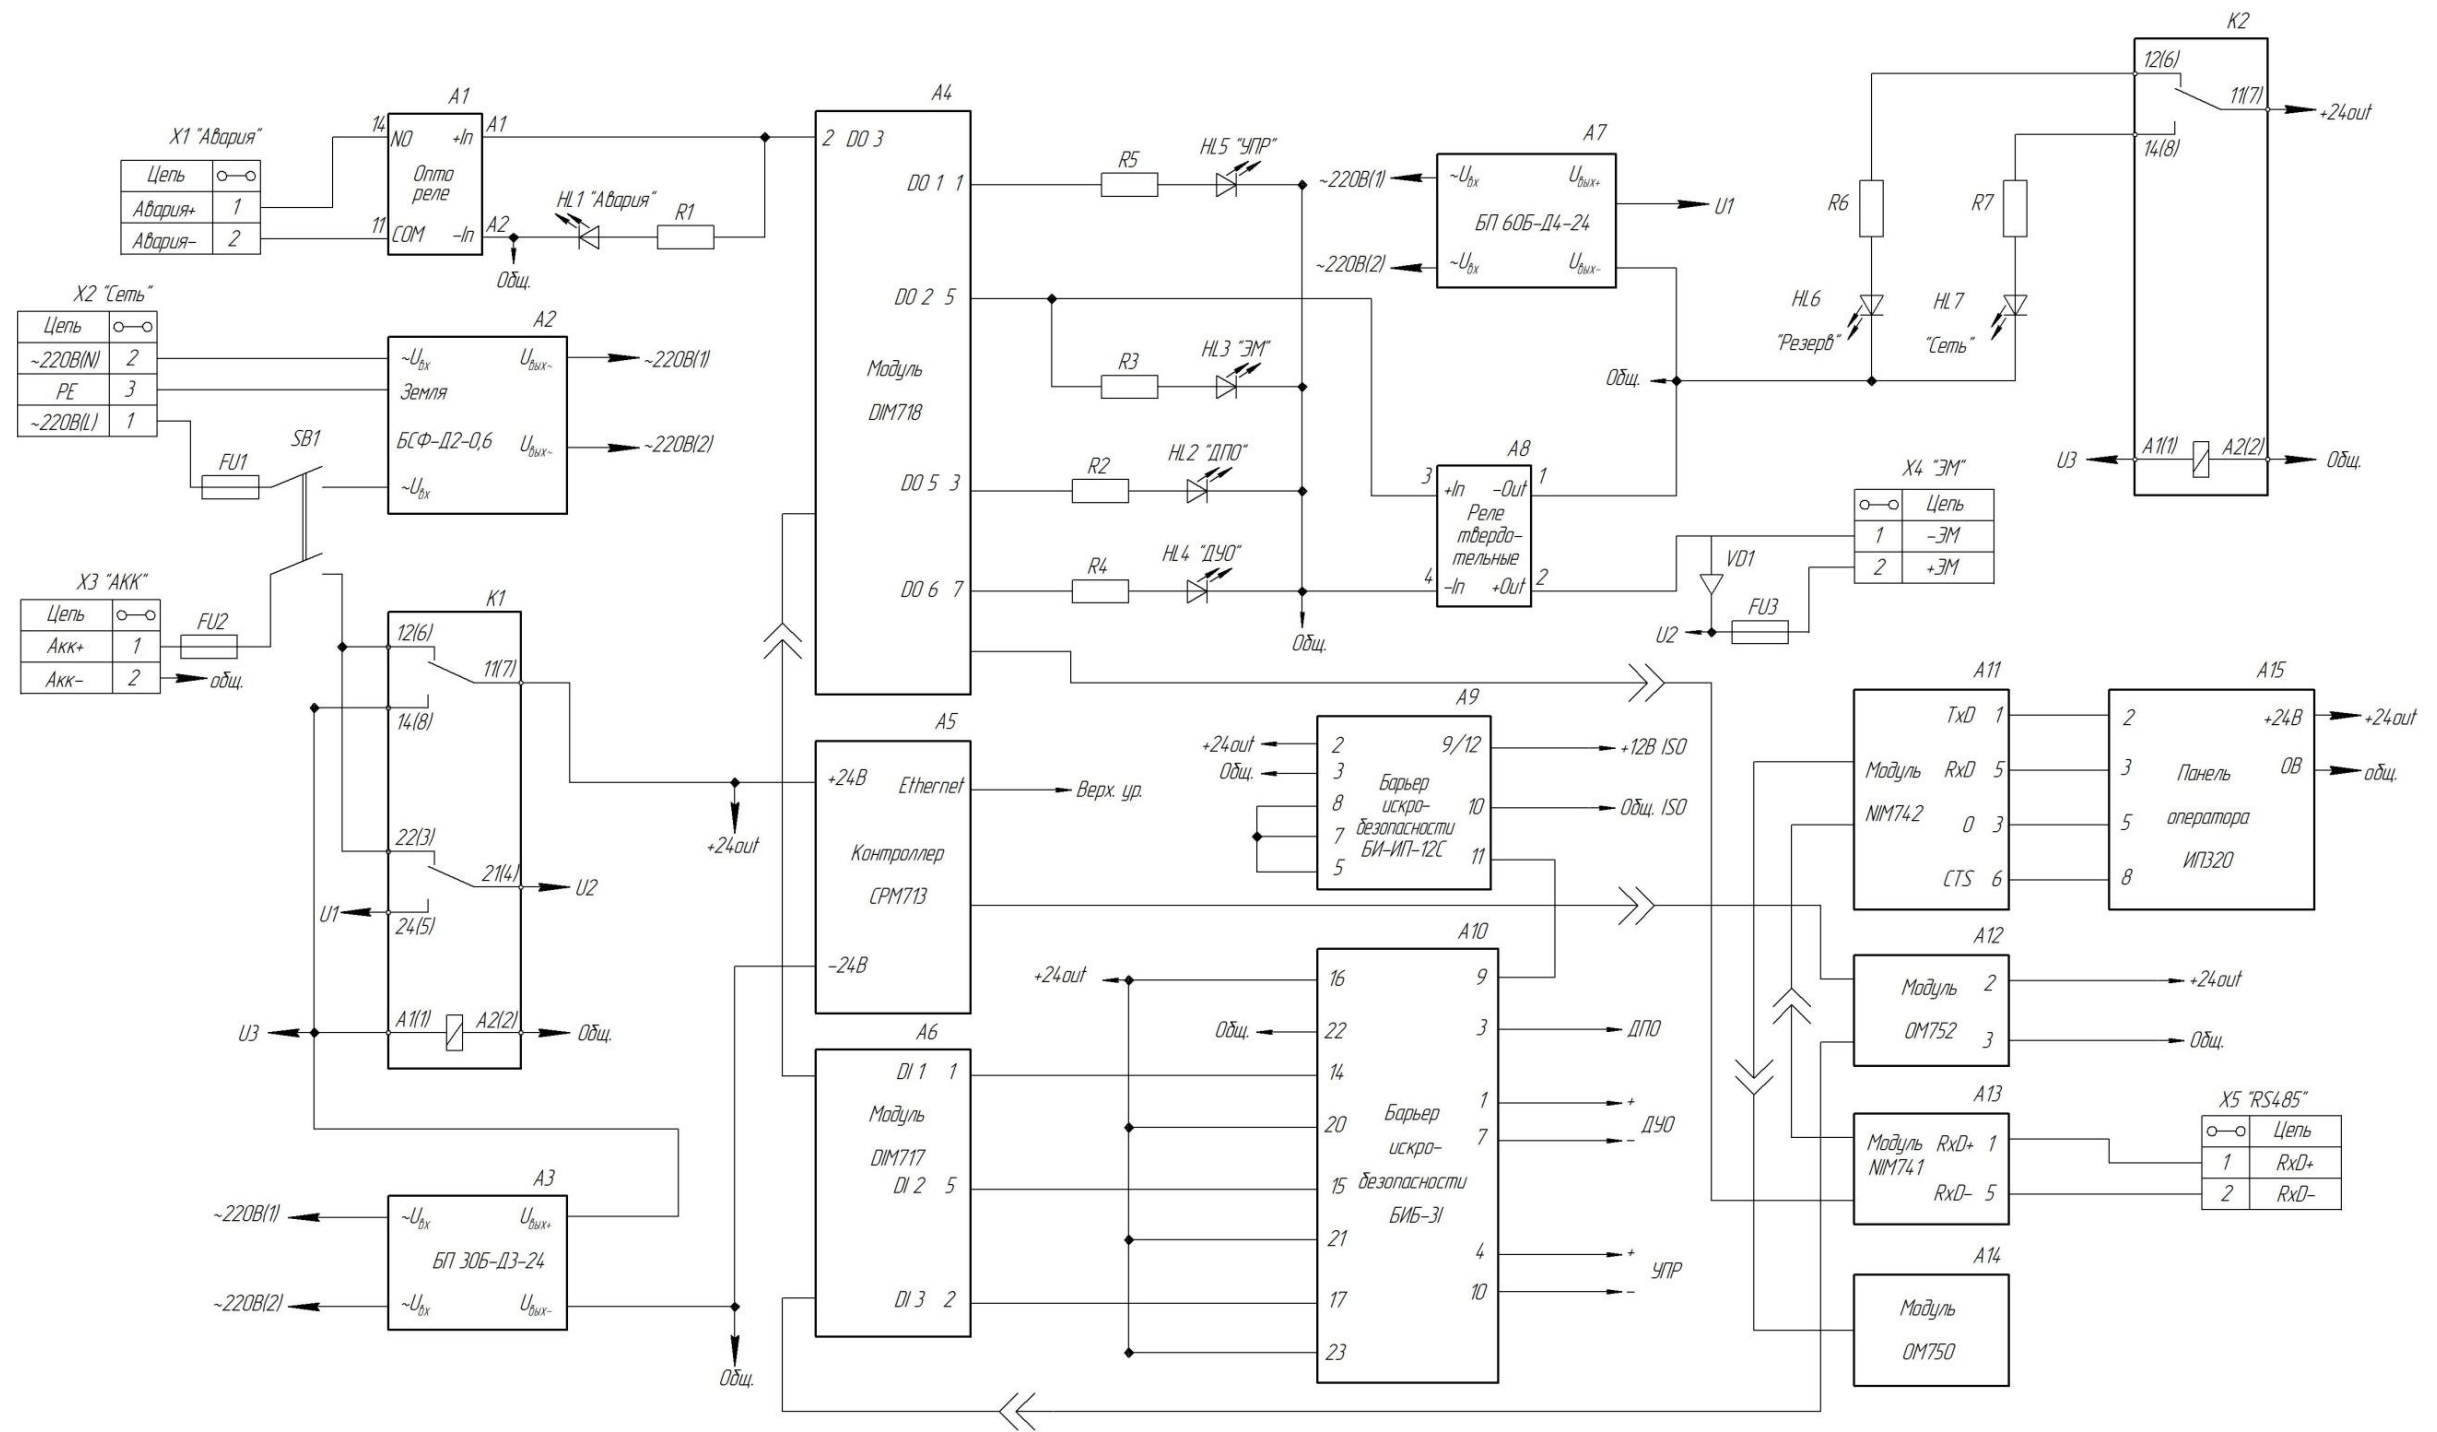 X1 "Авария"
Цепь
Авария+ 1
Авария– 2
A1
14 NO +In A1
Опто
реле
11 COM –In A2
Общ.
HL1 "Авария"
R1
X2 "Сеть"
Цепь
~220В(N) 2
PE 3
~220В(L) 1
FU1
SB1
A2
~Uвх Uвых~
Земля
БСФ–Д2–0,6
Uвых~
~Uвх
~220В(1)
~220В(2)
X3 "АКК"
Цепь
Акк+ 1
Акк– 2
FU2
общ.
K1
12(6)
11(7)
14(8)
22(3)
21(4)
U2
U1
24(5)
U3
A1(1) A2(2)
Общ.
A3
~220В(1)
~Uвх Uвых+
БП 30Б–Д3–24
~220В(2)
~Uвх Uвых–
Общ.
A4
2 DO 3
DO 1 1
DO 2 5
Модуль
DIM718
DO 5 3
DO 6 7
R5
HL5 "УПР"
R3
HL3 "ЭМ"
R2
HL2 "ДПО"
R4
HL4 "ДУО"
Общ.
A5
+24В
Ethernet
Верх. ур.
+24out
Контроллер
CPM713
–24В
A6
DI 1 1
Модуль
DIM717
DI 2 5
DI 3 2
A7
~220В(1)
~Uвх Uвых+
U1
БП 60Б–Д4–24
~220В(2)
~Uвх Uвых–
Общ.
A8
3 +In –Out 1
Реле
твердо–
тельные
4 –In +Out 2
R6
HL6
"Резерв"
R7
HL7
"Сеть"
K2
12(6)
11(7)
+24out
14(8)
U3
A1(1) A2(2)
Общ.
X4 "ЭМ"
Цепь
1 –ЭМ
2 +ЭМ
VD1
FU3
U2
A9
+24out
2 9/12
+12В ISO
Общ.
3
Барьер
искро–
безопасности
БИ–ИП–12С
8 10
Общ. ISO
7
5 11
A10
+24out
16 9
Общ.
22 3
ДПО
14
1 +
20
7 –
ДУО
Барьер
искро–
безопасности
БИБ–31
15
21
4 +
УПР
17 10 –
23
A11
TxD 1
Модуль
NIM742
RxD 5
O 3
CTS 6
A15
2 +24В
+24out
3 0В
общ.
Панель
оператора
ИП320
5
8
A12
Модуль
ОМ752
2
+24out
3
Общ.
A13
Модуль
NIM741
RxD+ 1
RxD– 5
X5 "RS485"
Цепь
1 RxD+
2 RxD–
A14
Модуль
ОМ750